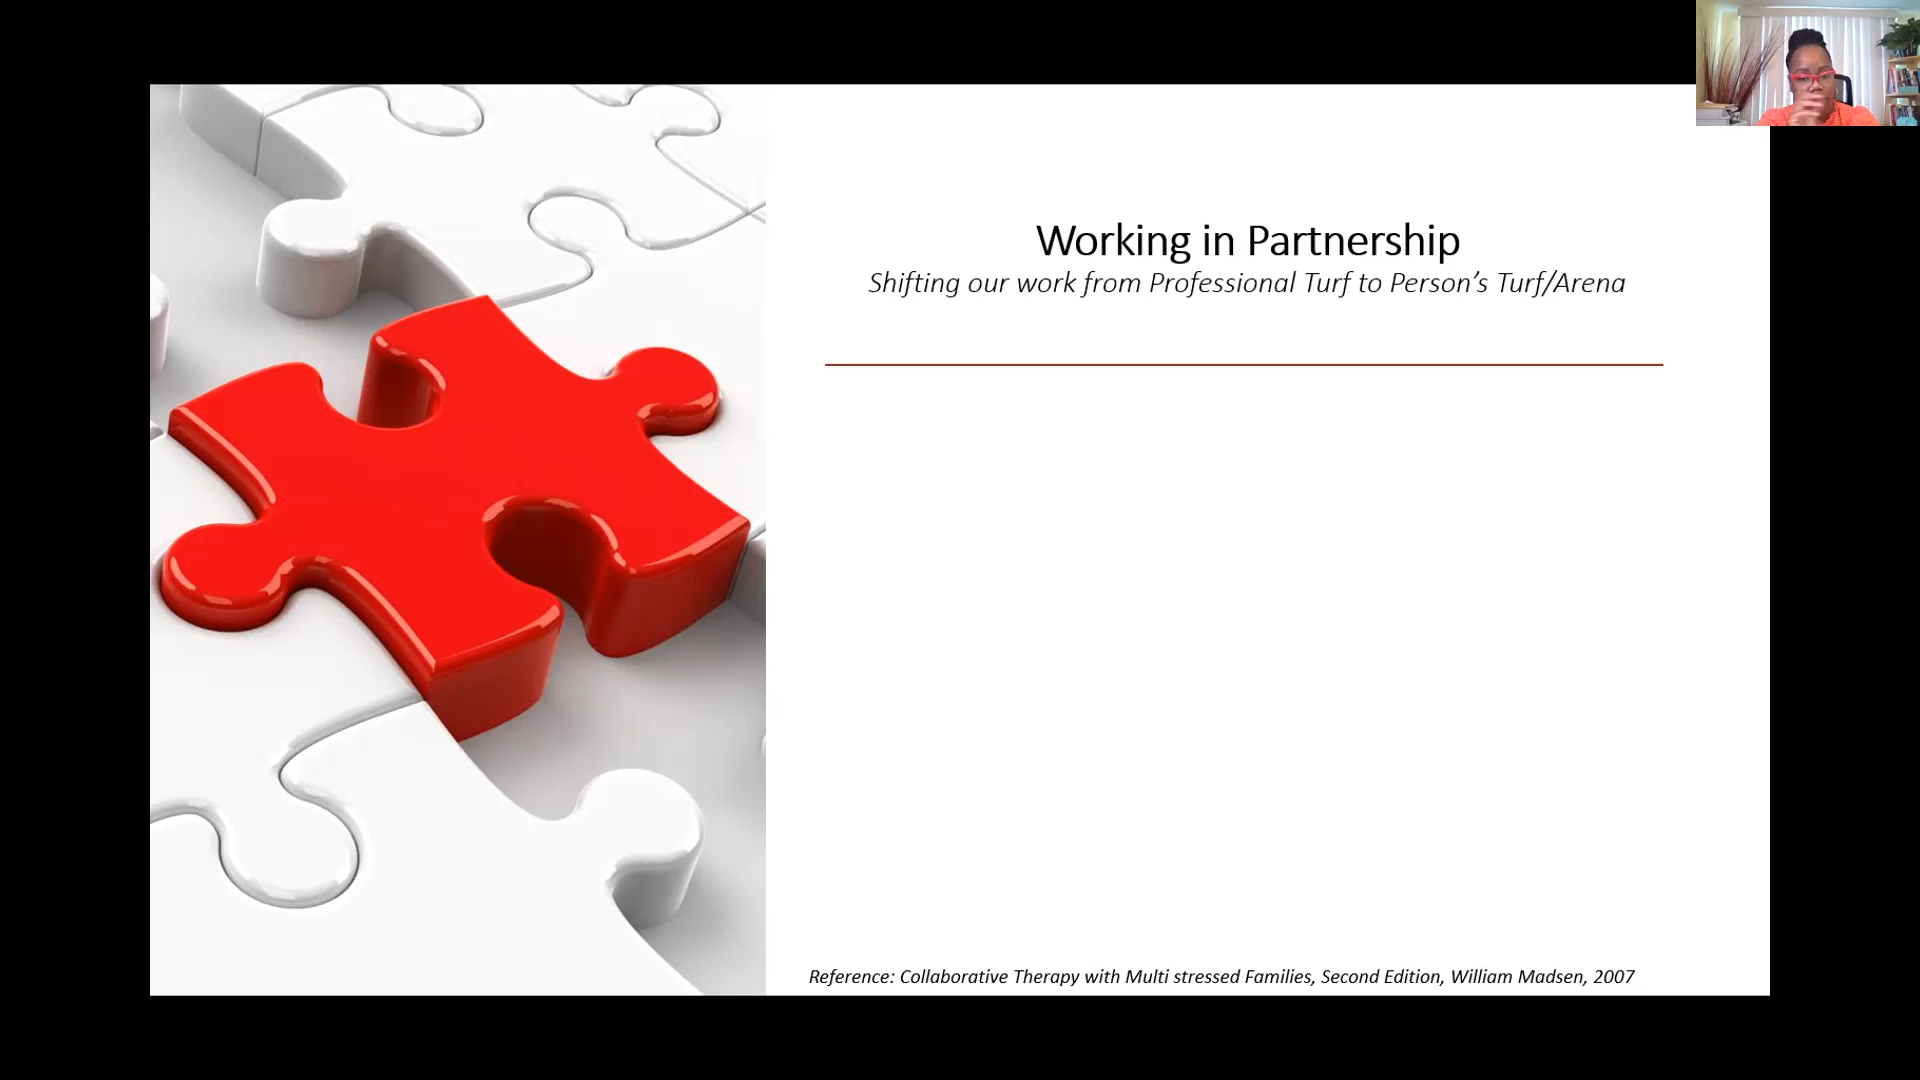 Working in Partnership
Shifting our work from Professional Turf to Person’s Turf/Arena
Reference: Collaborative Therapy with Multi stressed Families, Second Edition, William Madsen, 2007